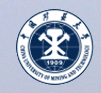 中国矿业大学
CHINA UNIVERSITY OF MINING AND TECHNOLOGY
1909